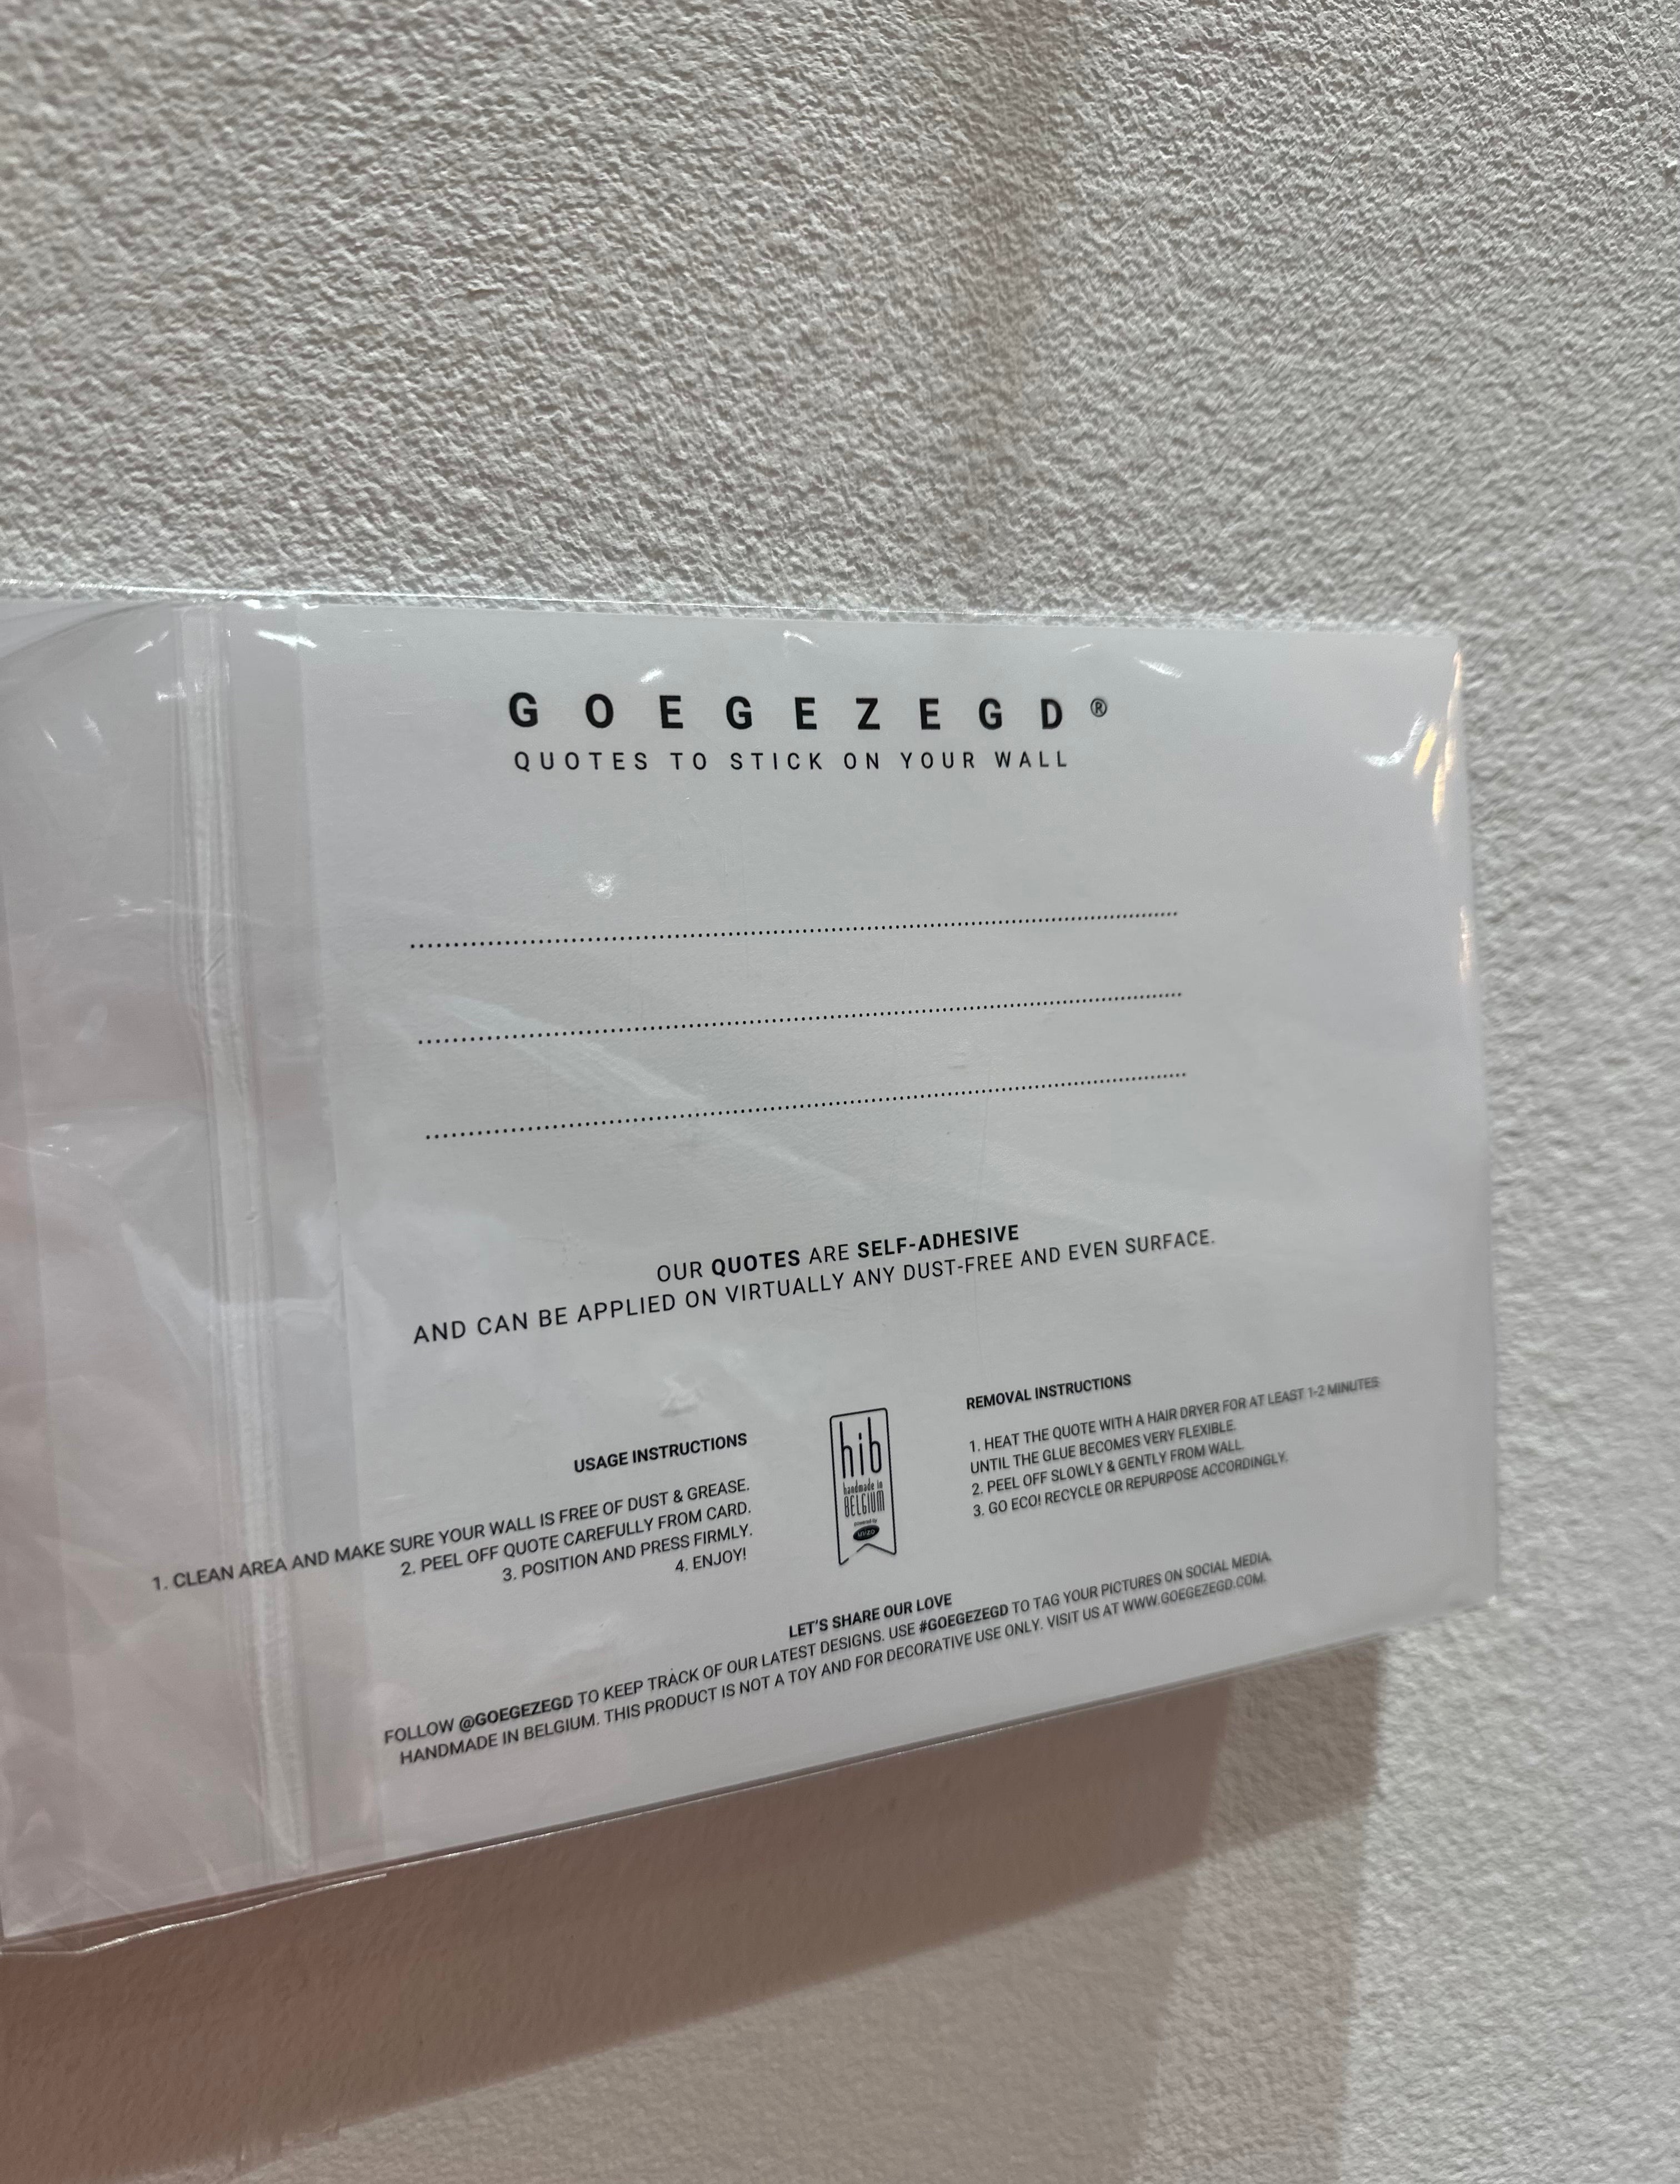 GOEGEZEGD®
QUOTES TO STICK ON YOUR WALL
OUR QUOTES ARE SELF-ADHESIVE
AND CAN BE APPLIED ON VIRTUALLY ANY DUST-FREE AND EVEN SURFACE.
USAGE INSTRUCTIONS
1. CLEAN AREA AND MAKE SURE YOUR WALL IS FREE OF DUST & GREASE.
2. PEEL OFF QUOTE CAREFULLY FROM CARD.
3. POSITION AND PRESS FIRMLY.
4. ENJOY!
hib
handmade in
BELGIUM
powered by
REMOVAL INSTRUCTIONS
1. HEAT THE QUOTE WITH A HAIR DRYER FOR AT LEAST 1-2 MINUTES
UNTIL THE GLUE BECOMES VERY FLEXIBLE.
2. PEEL OFF SLOWLY & GENTLY FROM WALL.
3. GO ECO! RECYCLE OR REPURPOSE ACCORDINGLY.
LET'S SHARE OUR LOVE
FOLLOW @GOEGEZEGD TO KEEP TRACK OF OUR LATEST DESIGNS. USE #GOEGEZEGD TO TAG YOUR PICTURES ON SOCIAL MEDIA.
HANDMADE IN BELGIUM. THIS PRODUCT IS NOT A TOY AND FOR DECORATIVE USE ONLY. VISIT US AT WWW.GOEGEZEGD.COM.